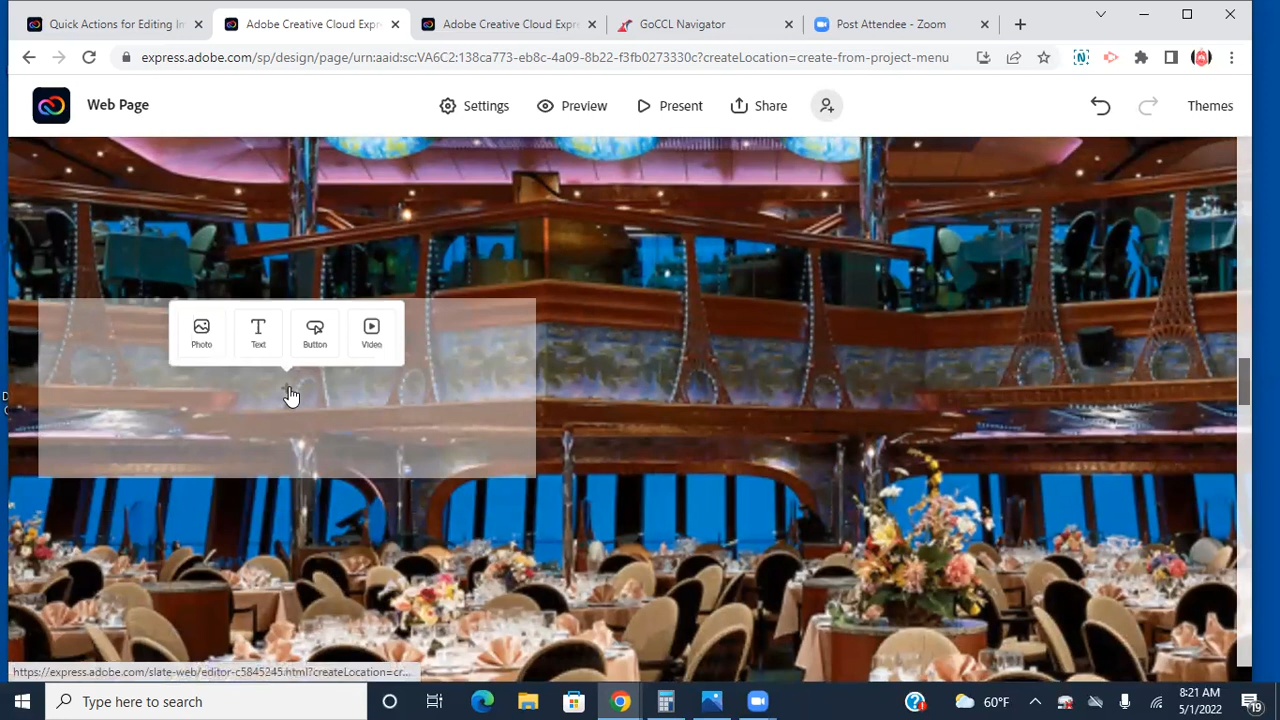 Quick Actions for Editing Im
Adobe Creative Cloud Expr
Adobe Creative Cloud Expre
GoCCL Navigator
Post Attendee - Zoom
express.adobe.com/sp/design/page/urn:aaid:sc:VA6C2:138ca773-eb8c-4a09-8b22-f3fb0273330c?createLocation=create-from-project-menu
Web Page
Settings
Preview
Present
Share
Themes
Photo
Text
Button
Video
https://express.adobe.com/slate-web/editor-c5845245.html?createLocation=cr...
Type here to search
60°F
8:21 AM
5/1/2022
19